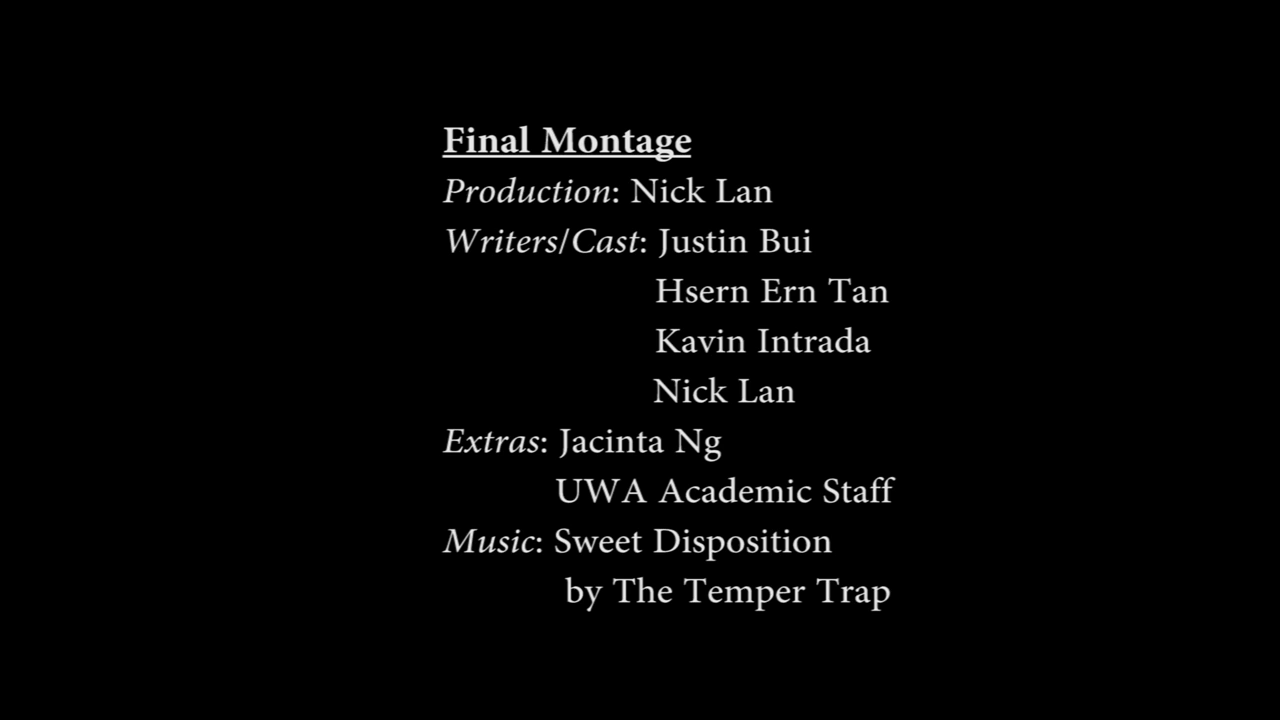 Final Montage
Production: Nick Lan
Writers/Cast: Justin Bui
Hsern Ern Tan
Kavin Intrada
Nick Lan
Extras: Jacinta Ng
UWA Academic Staff
Music: Sweet Disposition
by The Temper Trap